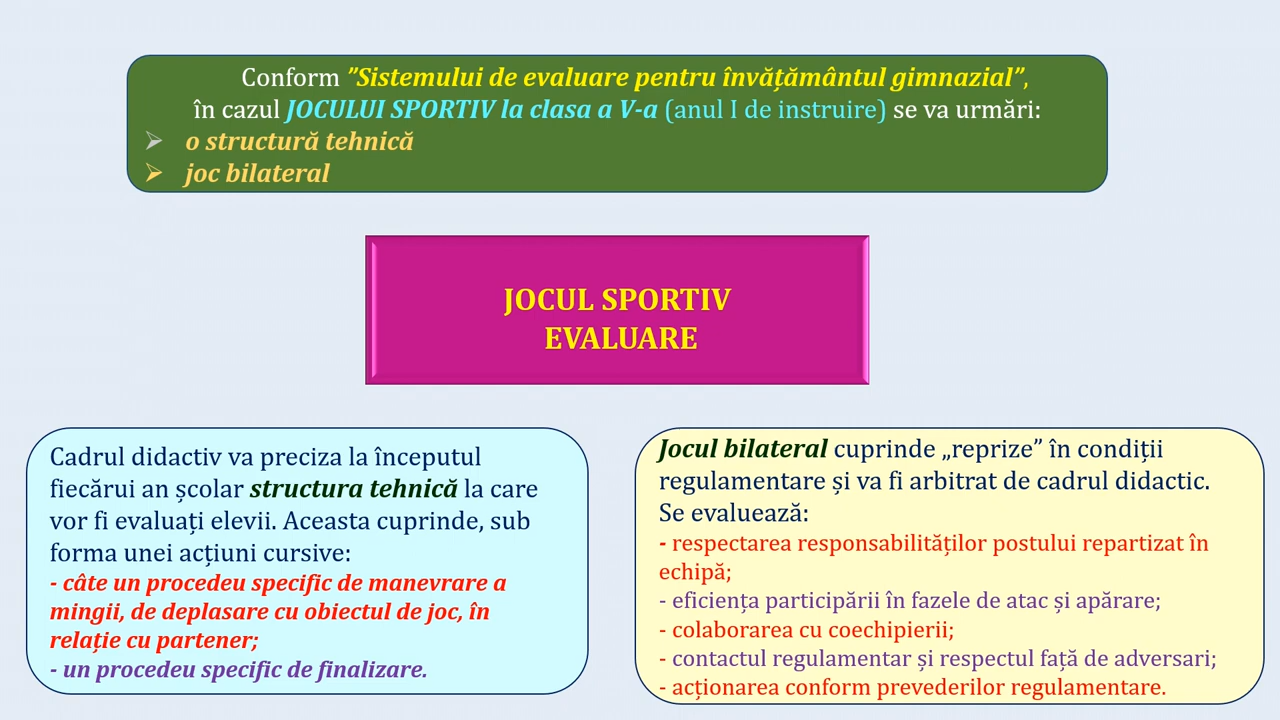 Conform ”Sistemului de evaluare pentru învățământul gimnazial”,
în cazul JOCULUI SPORTIV la clasa a V-a (anul I de instruire) se va urmări:
o structură tehnică
joc bilateral
JOCUL SPORTIV
EVALUARE
Cadrul didactiv va preciza la începutul
fiecărui an școlar structura tehnică la care
vor fi evaluați elevii. Aceasta cuprinde, sub
forma unei acțiuni cursive:
- câte un procedeu specific de manevrare a
mingii, de deplasare cu obiectul de joc, în
relație cu partener;
- un procedeu specific de finalizare.
Jocul bilateral cuprinde „reprize” în condiții
regulamentare și va fi arbitrat de cadrul didactic.
Se evaluează:
- respectarea responsabilităților postului repartizat în
echipă;
- eficiența participării în fazele de atac și apărare;
- colaborarea cu coechipierii;
- contactul regulamentar și respectul față de adversari;
- acționarea conform prevederilor regulamentare.